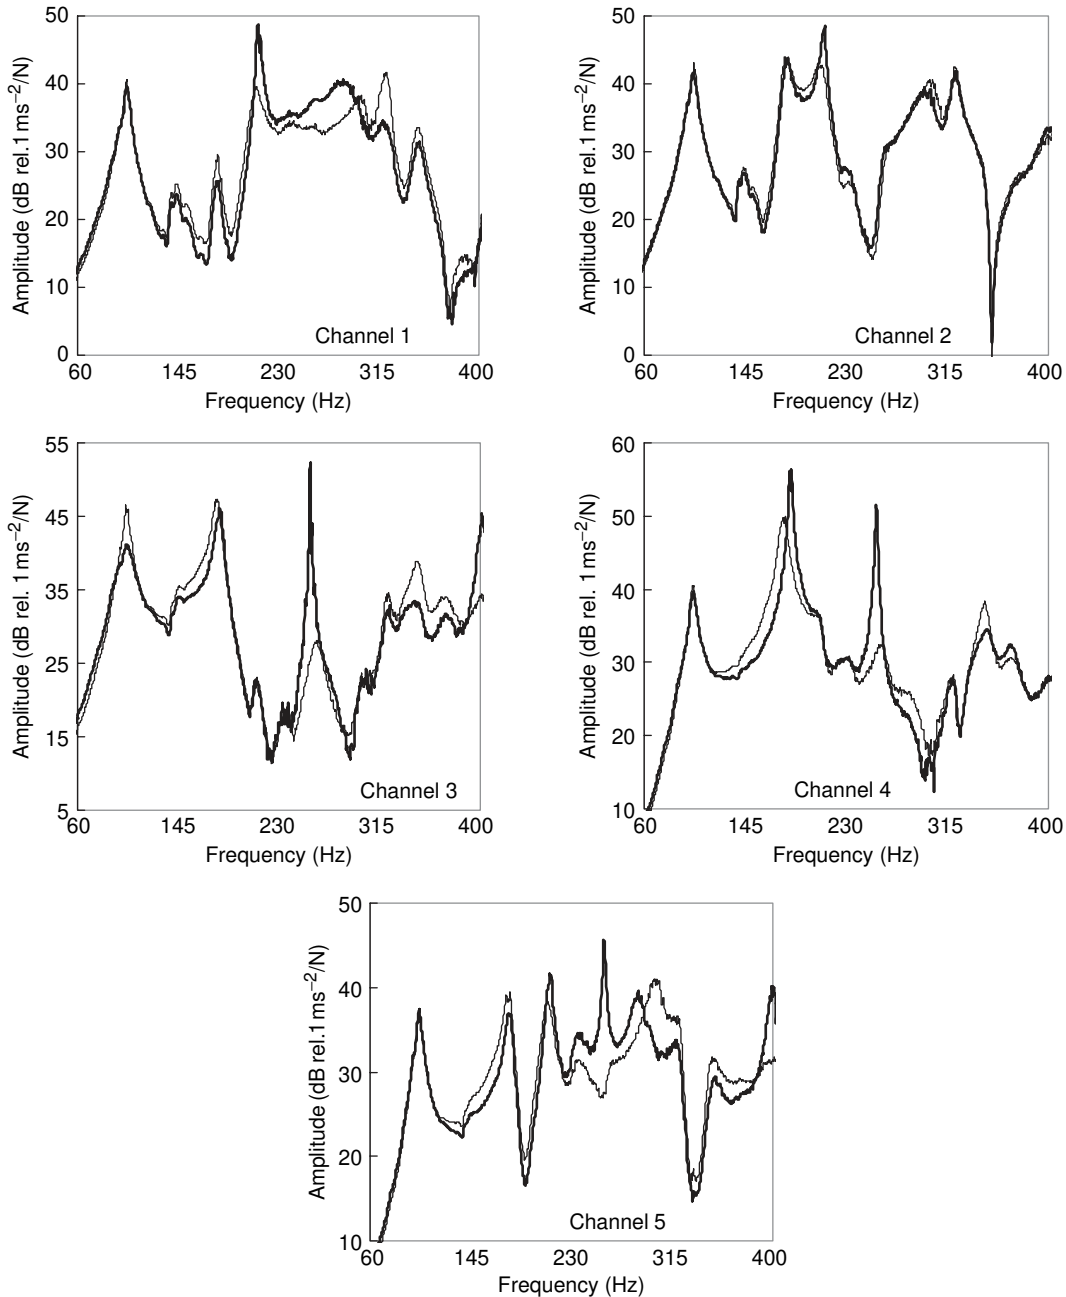 50
40
30
20
10
0
Amplitude (dB rel.1 ms−2/N)
Channel 1
60 145 230 315 400
Frequency (Hz)
50
40
30
20
10
0
Amplitude (dB rel.1 ms−2/N)
Channel 2
60 145 230 315 400
Frequency (Hz)
55
45
35
25
15
5
Amplitude (dB rel. 1 ms−2/N)
Channel 3
60 145 230 315 400
Frequency (Hz)
60
50
40
30
20
10
Amplitude (dB rel. 1 ms−2/N)
Channel 4
60 145 230 315 400
Frequency (Hz)
50
40
30
20
10
Amplitude (dB rel.1 ms−2/N)
Channel 5
60 145 230 315 400
Frequency (Hz)